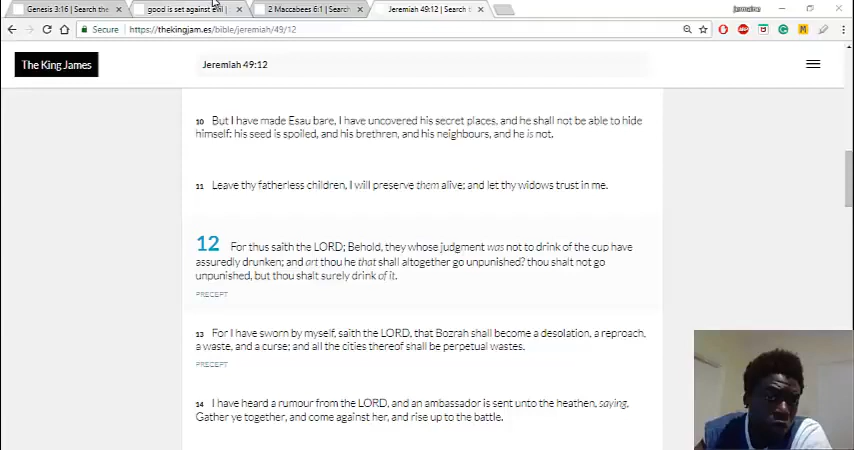 Genesis 3:16 | Search the
good is set against evil |
2 Maccabees 6:1 | Search
Jeremiah 49:12 | Search t
jermaine
Secure
https://thekingjam.es/bible/jeremiah/49/12
The King James
Jeremiah 49:12
10 But I have made Esau bare, I have uncovered his secret places, and he shall not be able to hide
himself: his seed is spoiled, and his brethren, and his neighbours, and he is not.
11 Leave thy fatherless children, I will preserve them alive; and let thy widows trust in me.
12 For thus saith the LORD; Behold, they whose judgment was not to drink of the cup have
assuredly drunken; and art thou he that shall altogether go unpunished? thou shalt not go
unpunished, but thou shalt surely drink of it.
PRECEPT
13 For I have sworn by myself, saith the LORD, that Bozrah shall become a desolation, a reproach,
a waste, and a curse; and all the cities thereof shall be perpetual wastes.
PRECEPT
14 I have heard a rumour from the LORD, and an ambassador is sent unto the heathen, saying,
Gather ye together, and come against her, and rise up to the battle.